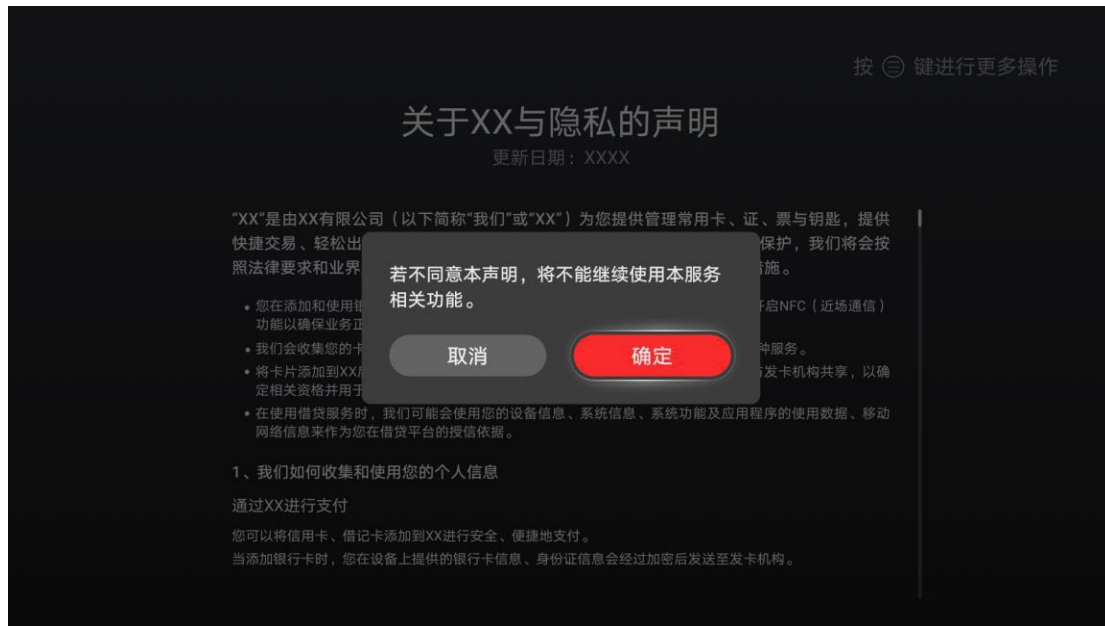 按 键进行更多操作
关于XX与隐私的声明
更新日期：XXXX
“XX”是由XX有限公司（以下简称“我们”或“XX”）为您提供管理常用卡、证、票与钥匙，提供
快捷交易、轻松出 保护，我们将会按
照法律要求和业界 施。
若不同意本声明，将不能继续使用本服务
相关功能。
取消 确定
• 您在添加和使用银 开启NFC（近场通信）
功能以确保业务正
• 我们会收集您的卡 种服务。
• 将卡片添加到XX后 与发卡机构共享，以确
定相关资格并用于
• 在使用借贷服务时，我们可能会使用您的设备信息、系统信息、系统功能及应用程序的使用数据、移动
网络信息来作为您在借贷平台的授信依据。
1、我们如何收集和使用您的个人信息
通过XX进行支付
您可以将信用卡、借记卡添加到XX进行安全、便捷地支付。
当添加银行卡时，您在设备上提供的银行卡信息、身份证信息会经过加密后发送至发卡机构。